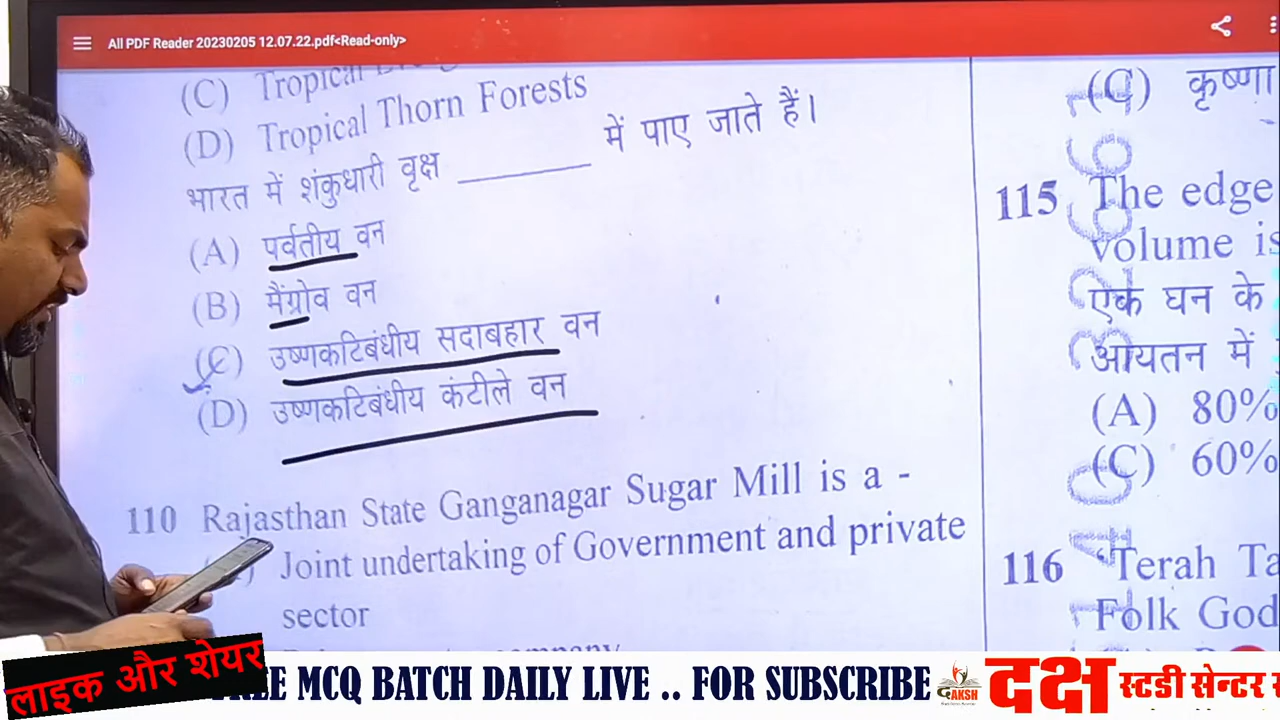 All PDF Reader 20230205 12.07.22.pdf<Read-only>
(C) Tropical
(D) Tropical Thorn Forests
भारत में शंकुधारी वृक्ष ________ में पाए जाते हैं।
(A) पर्वतीय वन
(B) मैंग्रोव वन
(C) उष्णकटिबंधीय सदाबहार वन
(D) उष्णकटिबंधीय कंटीले वन
110 Rajasthan State Ganganagar Sugar Mill is a -
Joint undertaking of Government and private
sector
(C) कृष्णा
115 The edge
volume is
एक घन के
आयतन में
(A) 80%
(C) 60%
116 'Terah Ta
Folk God
लाइक और शेयर
FREE MCQ BATCH DAILY LIVE .. FOR SUBSCRIBE
DAKSH
दक्ष स्टडी सेन्टर